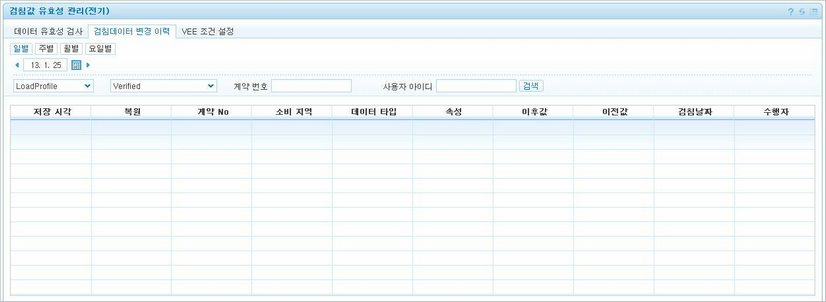 검침값 유효성 관리(전기)
데이터 유효성 검사 검침데이터 변경 이력 VEE 조건 설정
일별 주별 월별 요일별
13. 1. 25
LoadProfile Verified 계약 번호 사용자 아이디 검색
저장 시각 복원 계약 No 소비 지역 데이터 타입 속성 이후값 이전값 검침날짜 수행자